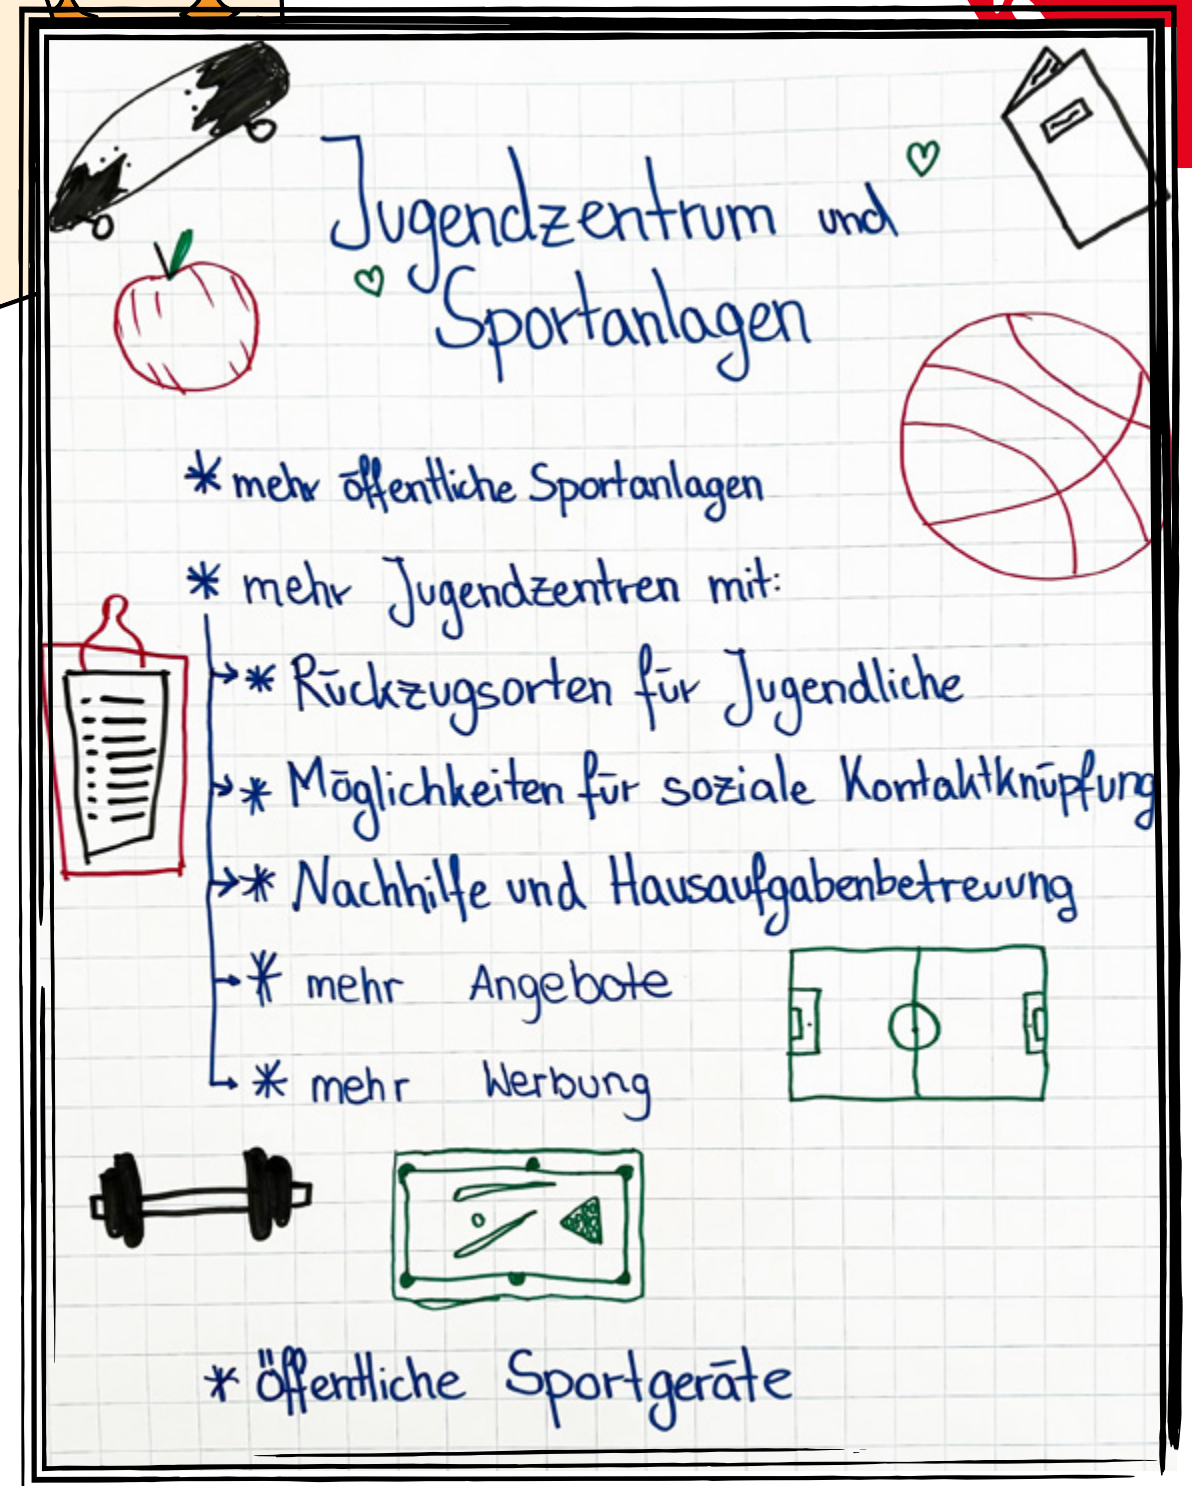 Jugendzentrum und
Sportanlagen
* mehr öffentliche Sportanlagen
* mehr Jugendzentren mit:
* Rückzugsorten für Jugendliche
* Möglichkeiten für soziale Kontaktknüpfung
* Nachhilfe und Hausaufgabenbetreuung
* mehr Angebote
* mehr Werbung
* öffentliche Sportgeräte